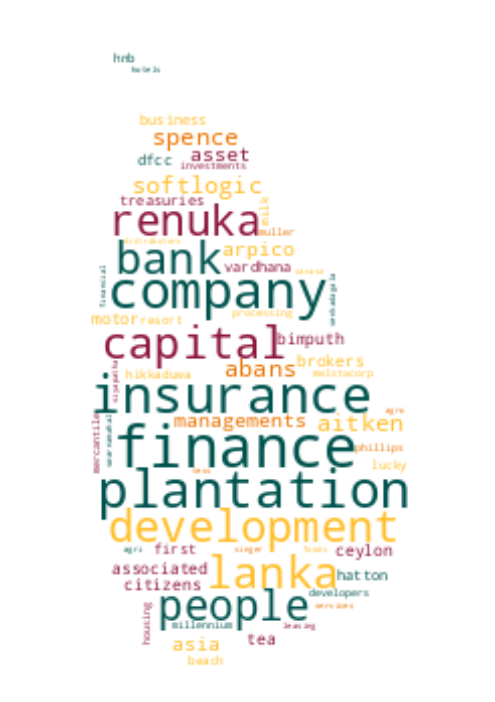 hnb
hotels
business
spence
dfcc asset
investments
softlogic
treasuries
milk
renuka
muller
distributors
bank arpico
vardhana
financial
company
processing
motor resort
capital bimputh
abans brokers
hikkaduwa melstacorp
insurance
agro
mercantile
managements aitken
finance
phillips
lucky
plantation
development
agri first singer foods ceylon
associated lanka hatton
citizens
developers
people services
housing
millennium leasing
asia tea
beach